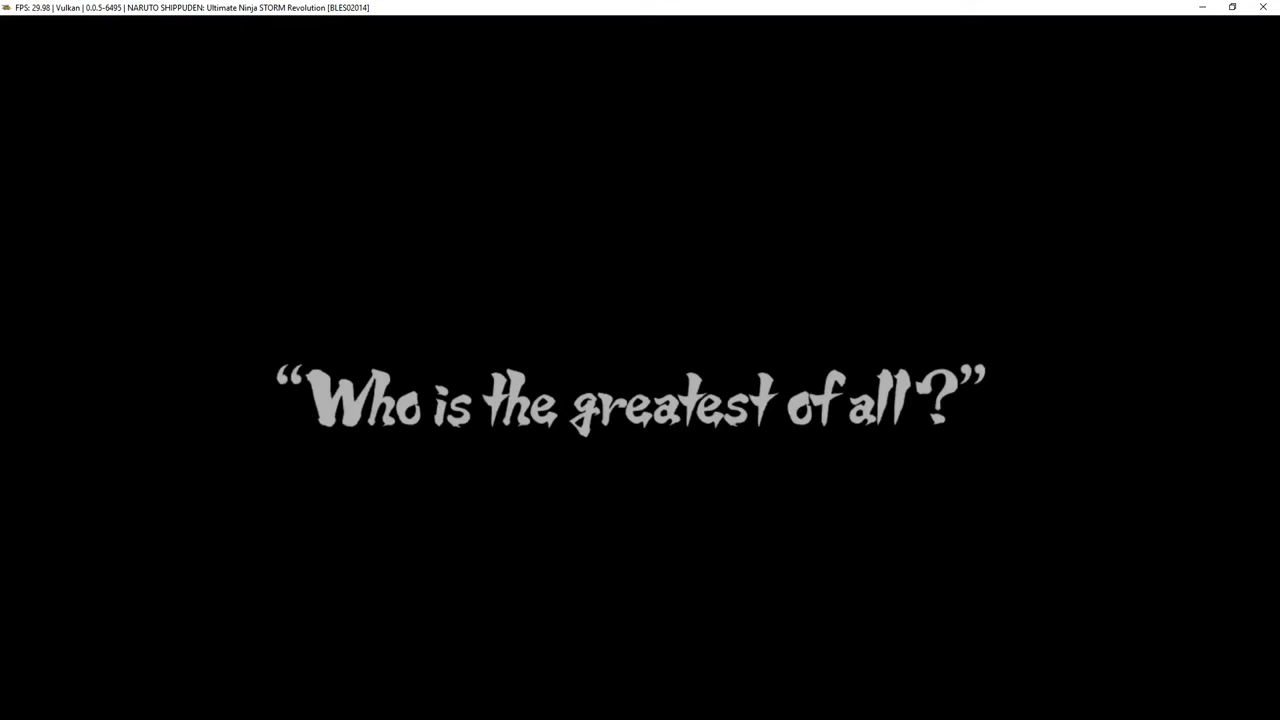 FPS: 29.98 | Vulkan | 0.0.5-6495 | NARUTO SHIPPUDEN: Ultimate Ninja STORM Revolution [BLES02014]
“Who is the greatest of all?”